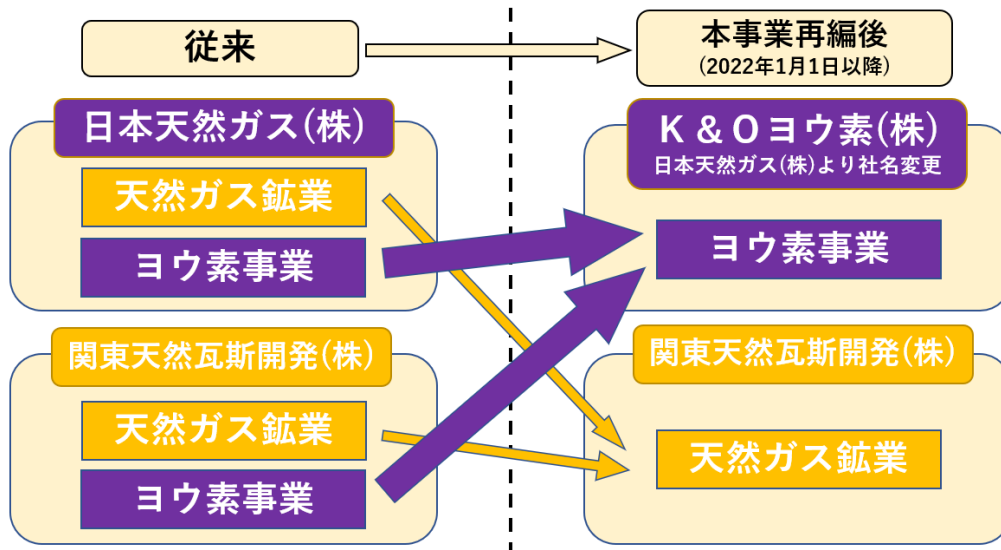 従来
本事業再編後
(2022年1月1日以降)
日本天然ガス(株)
天然ガス鉱業
ヨウ素事業
関東天然瓦斯開発(株)
天然ガス鉱業
ヨウ素事業
K＆Oヨウ素(株)
日本天然ガス(株)より社名変更
ヨウ素事業
関東天然瓦斯開発(株)
天然ガス鉱業